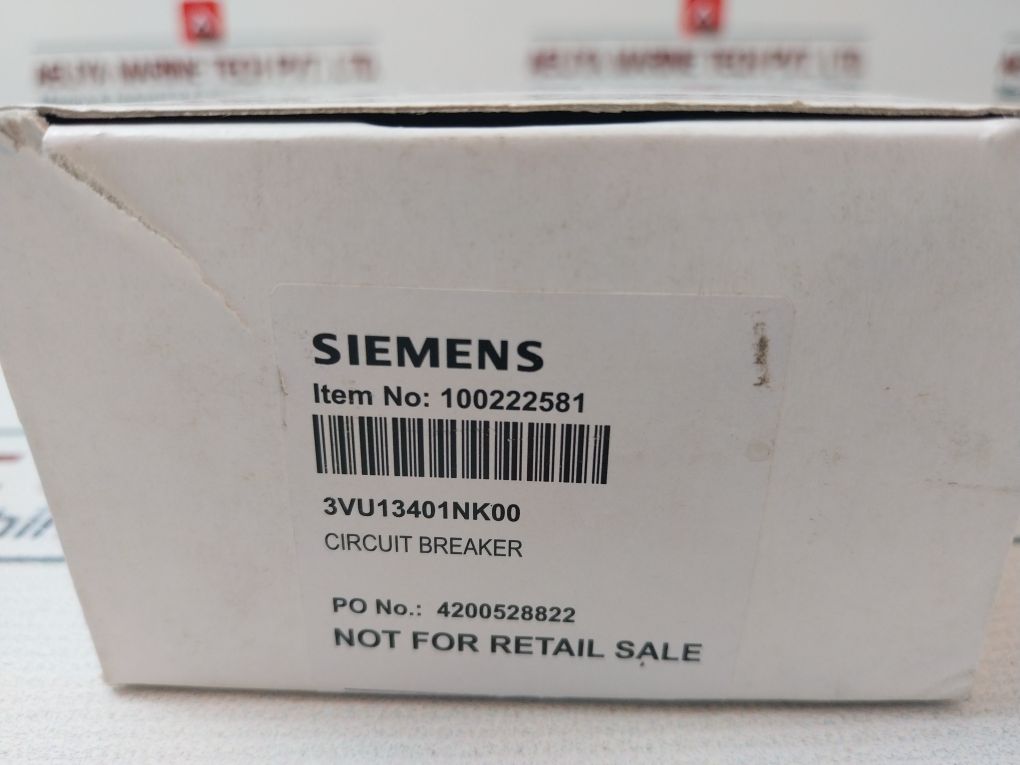 SIEMENS
Item No: 100222581
3VU13401NK00
CIRCUIT BREAKER
PO No.: 4200528822
NOT FOR RETAIL SALE